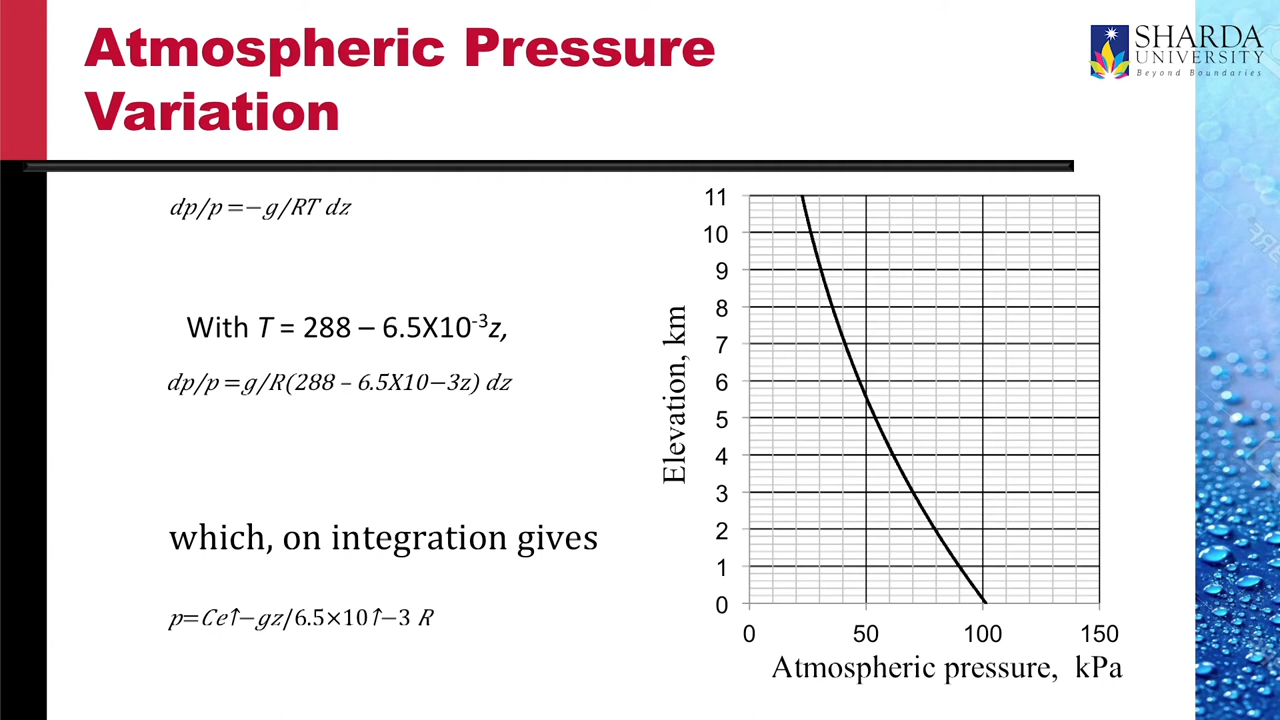 Atmospheric Pressure
Variation
SHARDA
UNIVERSITY
Beyond Boundaries
dp/p =−g/RT dz
With T = 288 – 6.5X10-3z,
dp/p =g/R(288 – 6.5X10−3z) dz
which, on integration gives
p=Ce↑−gz/6.5×10↑−3 R
11
10
9
8
7
6
5
4
3
2
1
0
Elevation, km
0 50 100 150
Atmospheric pressure, kPa